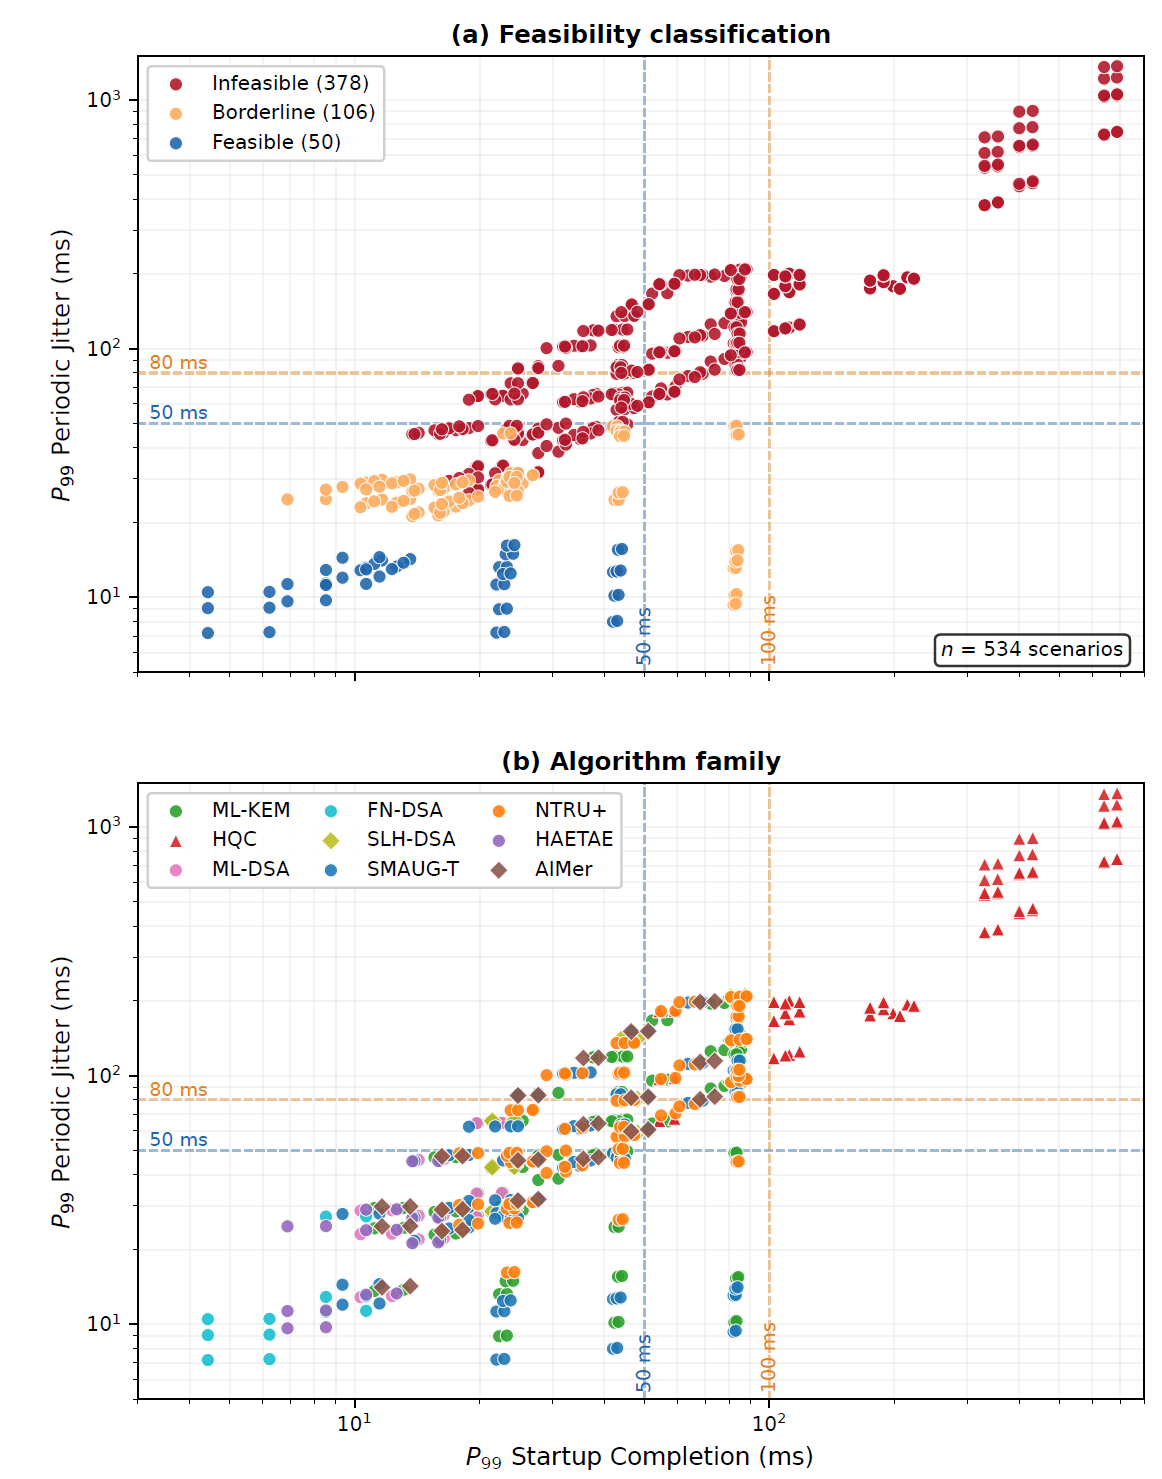 (a) Feasibility classification
Infeasible (378)
Borderline (106)
Feasible (50)
10³
10²
10¹
P₉₉ Periodic Jitter (ms)
80 ms
50 ms
50 ms
100 ms
n = 534 scenarios
(b) Algorithm family
ML-KEM FN-DSA NTRU+
HQC SLH-DSA HAETAE
ML-DSA SMAUG-T AIMer
10³
10²
10¹
P₉₉ Periodic Jitter (ms)
80 ms
50 ms
50 ms
100 ms
10¹ 10²
P₉₉ Startup Completion (ms)